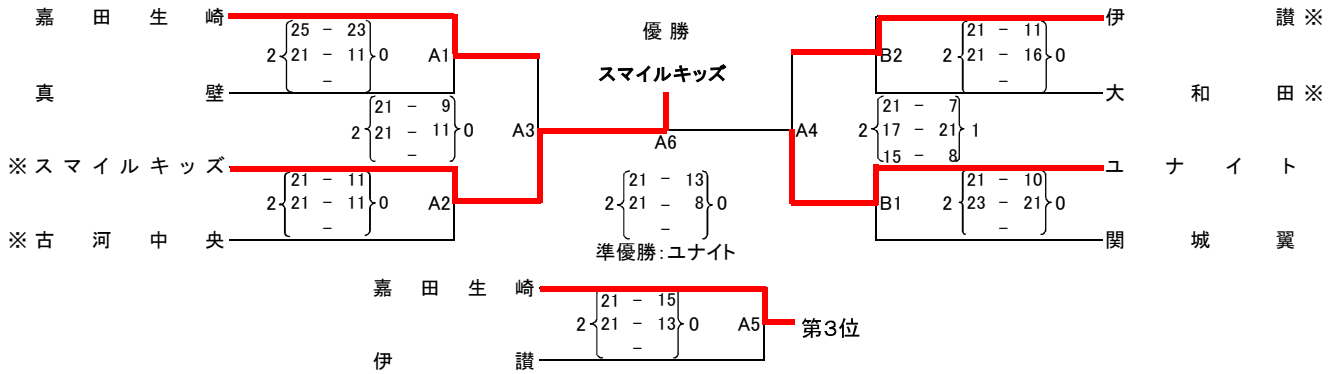 嘉田生崎
25 - 23
2 21 - 11 0
-
A1
真壁
21 - 9
2 21 - 11 0
-
A3
※スマイルキッズ
21 - 11
2 21 - 11 0
-
A2
※古河中央
優勝
スマイルキッズ
A6
21 - 13
2 21 - 8 0
-
準優勝：ユナイト
伊讃※
21 - 11
B2 2 21 - 16 0
-
大和田※
21 - 7
A4 2 17 - 21 1
15 - 8
ユナイト
21 - 10
B1 2 23 - 21 0
-
関城翼
嘉田生崎
21 - 15
2 21 - 13 0
-
A5 第3位
伊讃